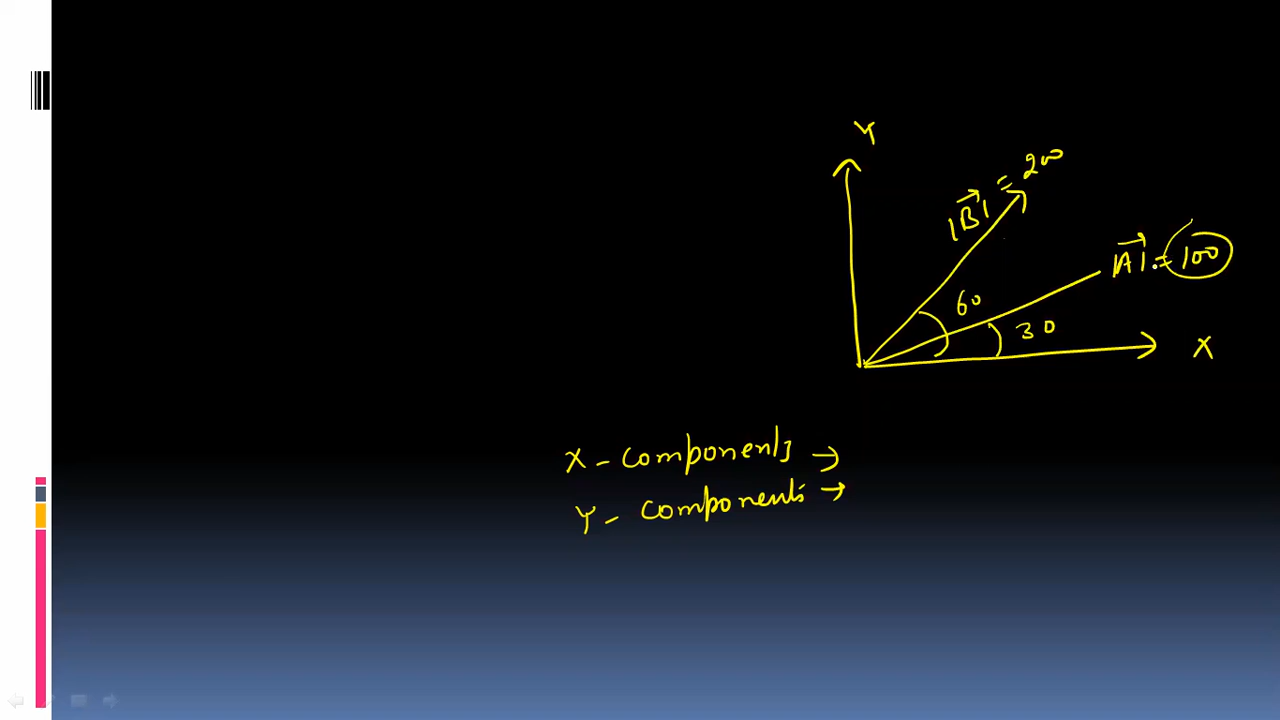 Y
|B| = 200
|A| = 100
60
30
X
X - components →
Y - components →